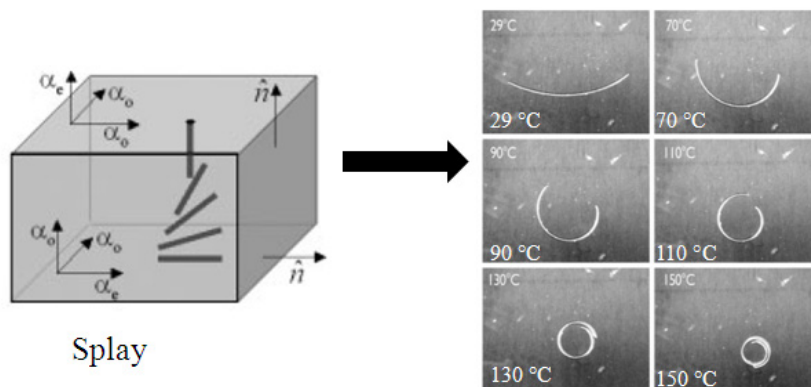 αe
αo
αo
n̂
αo
αo
αe
n̂
Splay
29°C
29 °C
70°C
70 °C
90°C
90 °C
110°C
110 °C
130°C
130 °C
150°C
150 °C